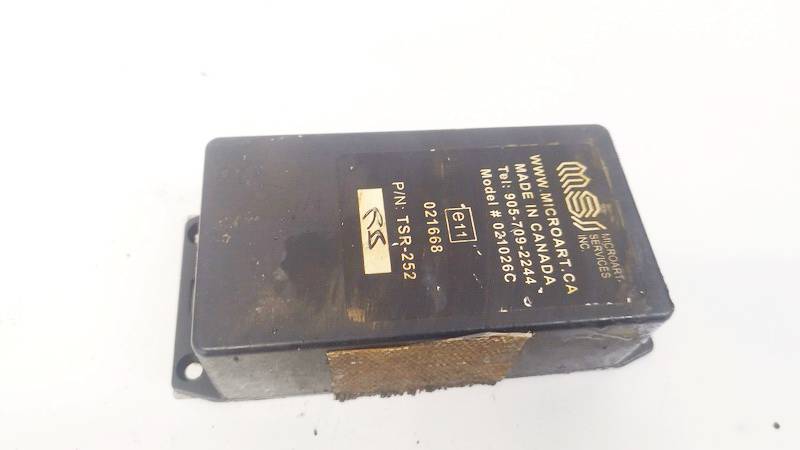 msi
MICROART
SERVICES
INC.
WWW.MICROART.CA
MADE IN CANADA
Tel: 905-709-2244
Model # 021026C
e11
021668
P/N: TSR-252